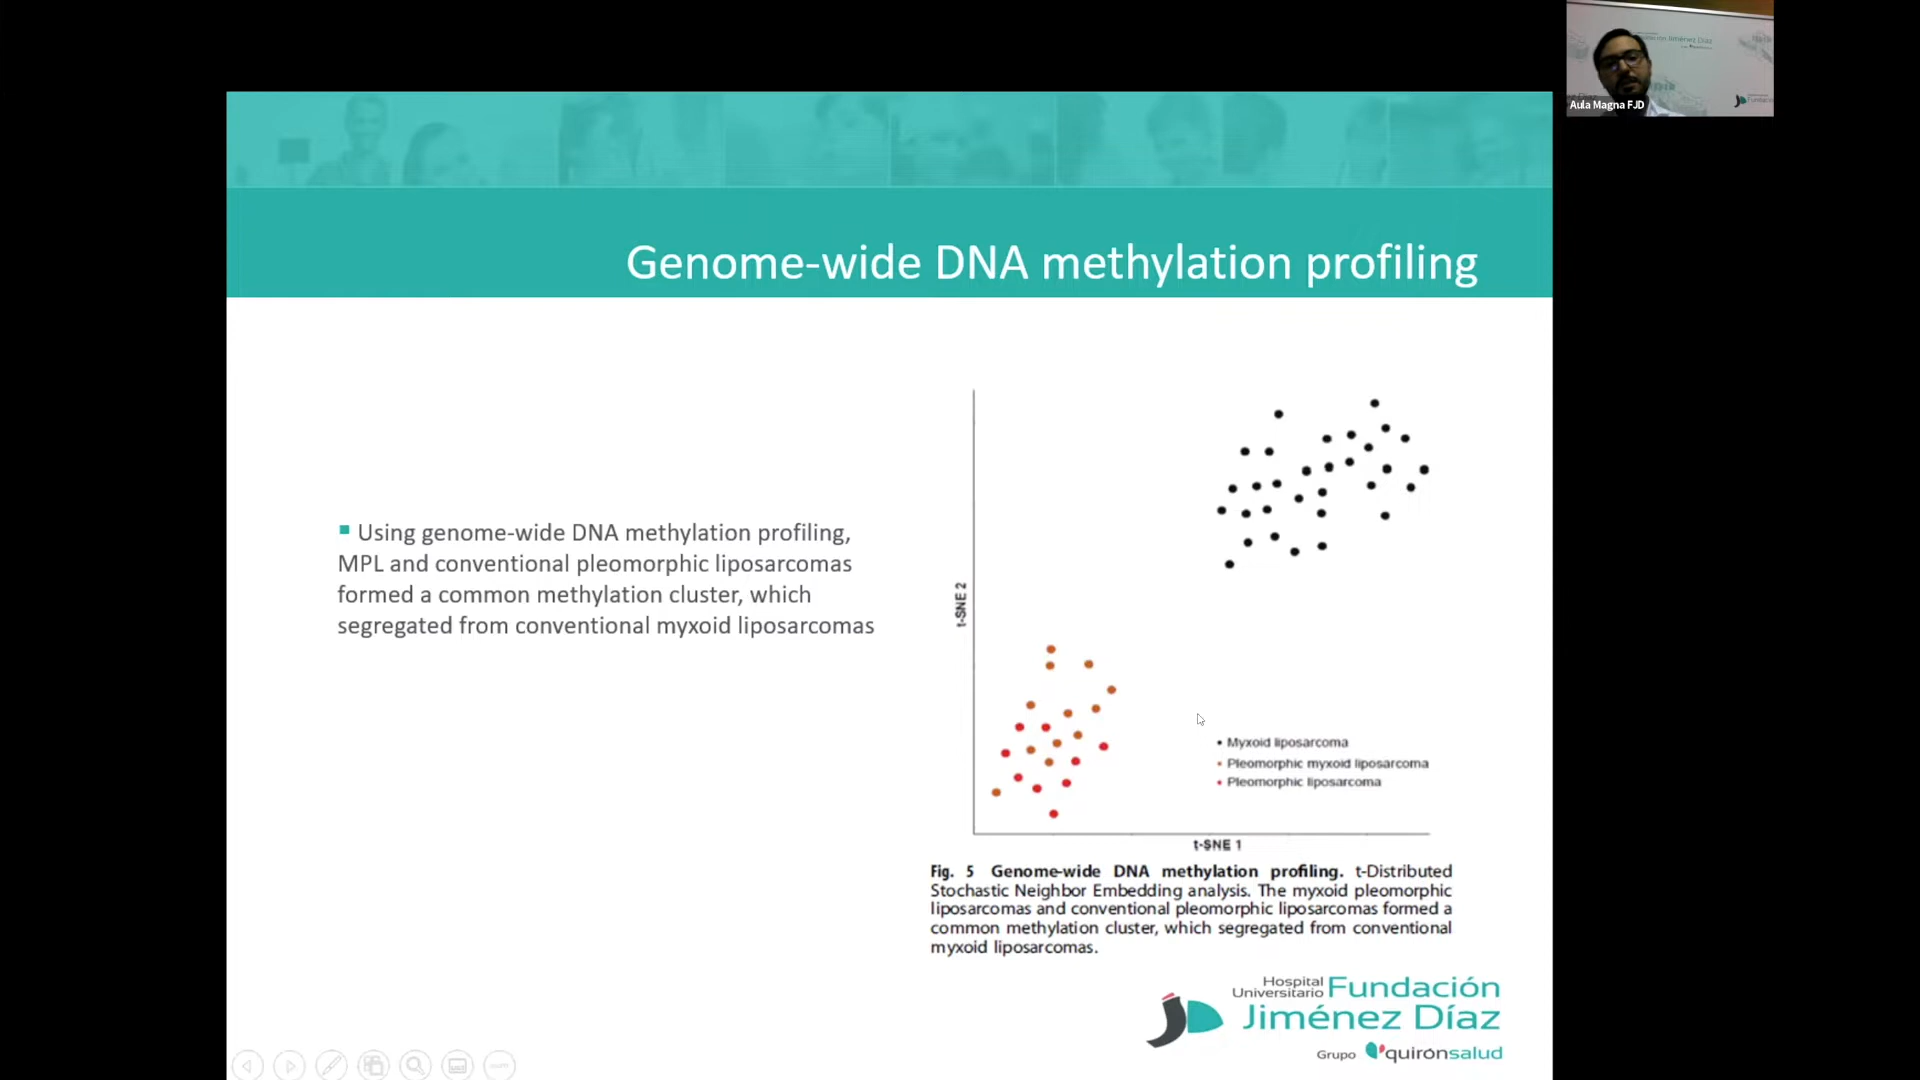 Jiménez Díaz
Aula Magna FJD
Genome-wide DNA methylation profiling
Using genome-wide DNA methylation profiling,
MPL and conventional pleomorphic liposarcomas
formed a common methylation cluster, which
segregated from conventional myxoid liposarcomas
t-SNE 2
Myxoid liposarcoma
Pleomorphic myxoid liposarcoma
Pleomorphic liposarcoma
t-SNE 1
Fig. 5 Genome-wide DNA methylation profiling. t-Distributed
Stochastic Neighbor Embedding analysis. The myxoid pleomorphic
liposarcomas and conventional pleomorphic liposarcomas formed a
common methylation cluster, which segregated from conventional
myxoid liposarcomas.
Hospital
Universitario
Fundación
Jiménez Díaz
Grupo quirónsalud